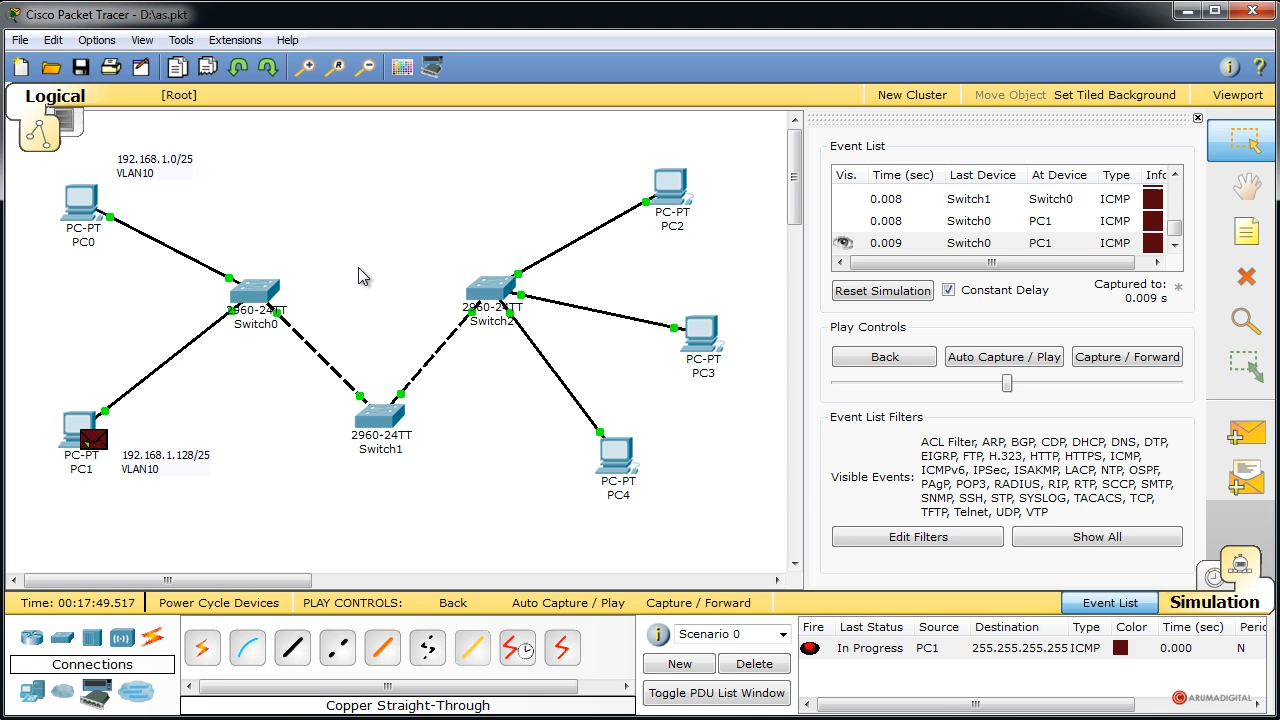 Cisco Packet Tracer - D:\as.pkt
File Edit Options View Tools Extensions Help
Logical [Root] New Cluster Move Object Set Tiled Background Viewport
192.168.1.0/25
VLAN10
PC-PT
PC0
PC-PT
PC2
2960-24TT
Switch0
2960-24TT
Switch2
PC-PT
PC3
2960-24TT
Switch1
PC-PT
PC1
192.168.1.128/25
VLAN10
PC-PT
PC4
Event List
Vis. Time (sec) Last Device At Device Type Info
0.008 Switch1 Switch0 ICMP
0.008 Switch0 PC1 ICMP
0.009 Switch0 PC1 ICMP
Reset Simulation Constant Delay Captured to: *
0.009 s
Play Controls
Back Auto Capture / Play Capture / Forward
Event List Filters
Visible Events: ACL Filter, ARP, BGP, CDP, DHCP, DNS, DTP,
EIGRP, FTP, H.323, HTTP, HTTPS, ICMP,
ICMPv6, IPSec, ISAKMP, LACP, NTP, OSPF,
PAgP, POP3, RADIUS, RIP, RTP, SCCP, SMTP,
SNMP, SSH, STP, SYSLOG, TACACS, TCP,
TFTP, Telnet, UDP, VTP
Edit Filters Show All
Time: 00:17:49.517 Power Cycle Devices PLAY CONTROLS: Back Auto Capture / Play Capture / Forward Event List Simulation
Connections
Copper Straight-Through
Scenario 0
New Delete
Toggle PDU List Window
Fire Last Status Source Destination Type Color Time (sec) Peric
In Progress PC1 255.255.255.255 ICMP 0.000 N
CARUMADIGITAL